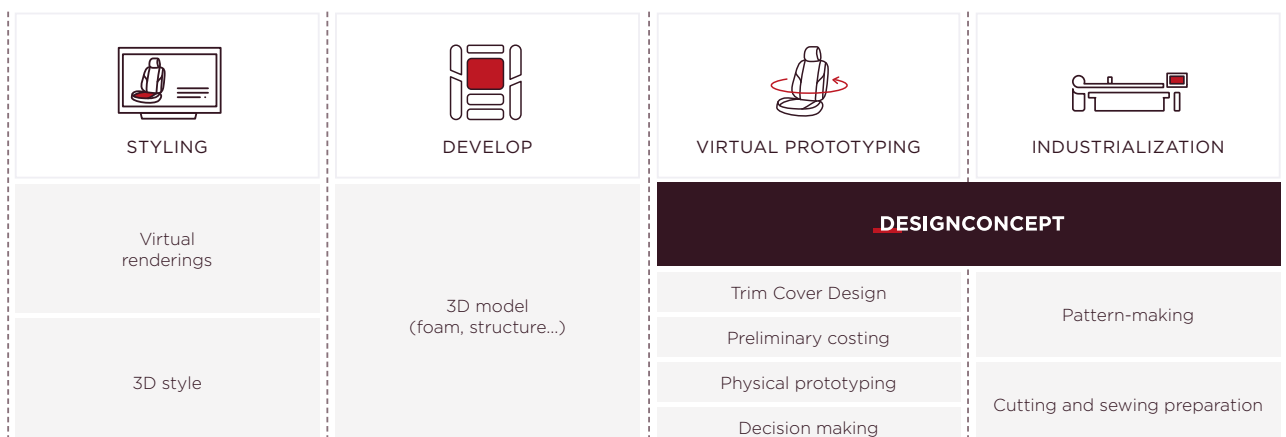 STYLING
DEVELOP
VIRTUAL PROTOTYPING
INDUSTRIALIZATION
DESIGNCONCEPT
Virtual
renderings
3D style
3D model
(foam, structure...)
Trim Cover Design
Preliminary costing
Physical prototyping
Decision making
Pattern-making
Cutting and sewing preparation